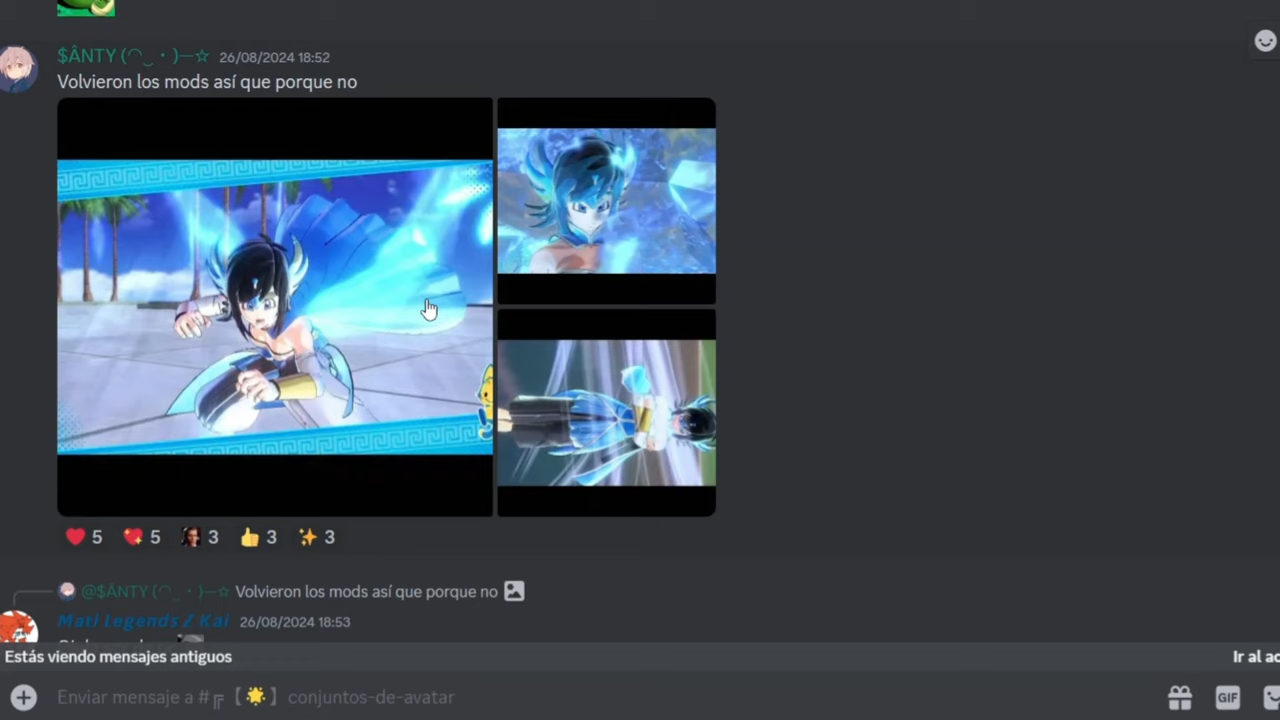 $ÂNTY (◠‿・)—☆ 26/08/2024 18:52
Volvieron los mods así que porque no
5 5 3 3 3
@$ÂNTY (◠‿・)—☆ Volvieron los mods así que porque no
Mati Legends Z Kai 26/08/2024 18:53
Estás viendo mensajes antiguos
Ir al ac
Enviar mensaje a #╔【🌟】conjuntos-de-avatar
GIF